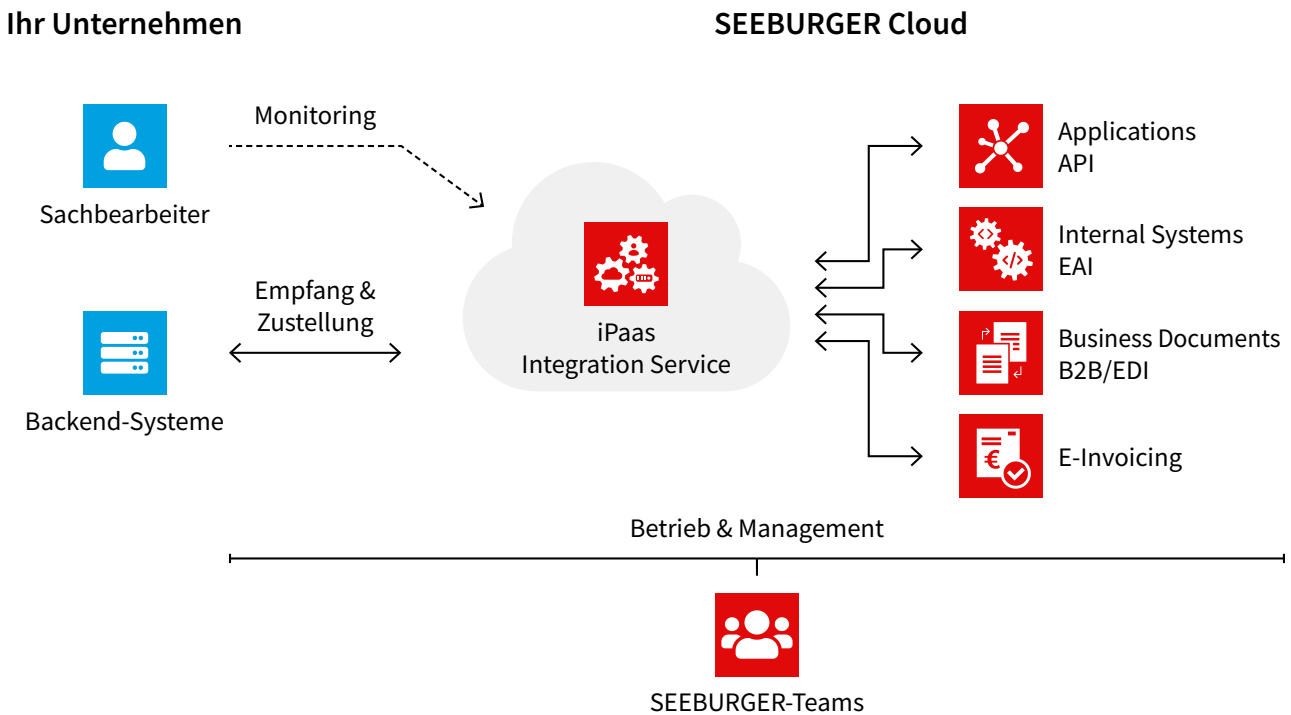 Ihr Unternehmen
SEEBURGER Cloud
Monitoring
Sachbearbeiter
Empfang &
Zustellung
Backend-Systeme
iPaas
Integration Service
Applications
API
Internal Systems
EAI
Business Documents
B2B/EDI
€
E-Invoicing
Betrieb & Management
SEEBURGER-Teams